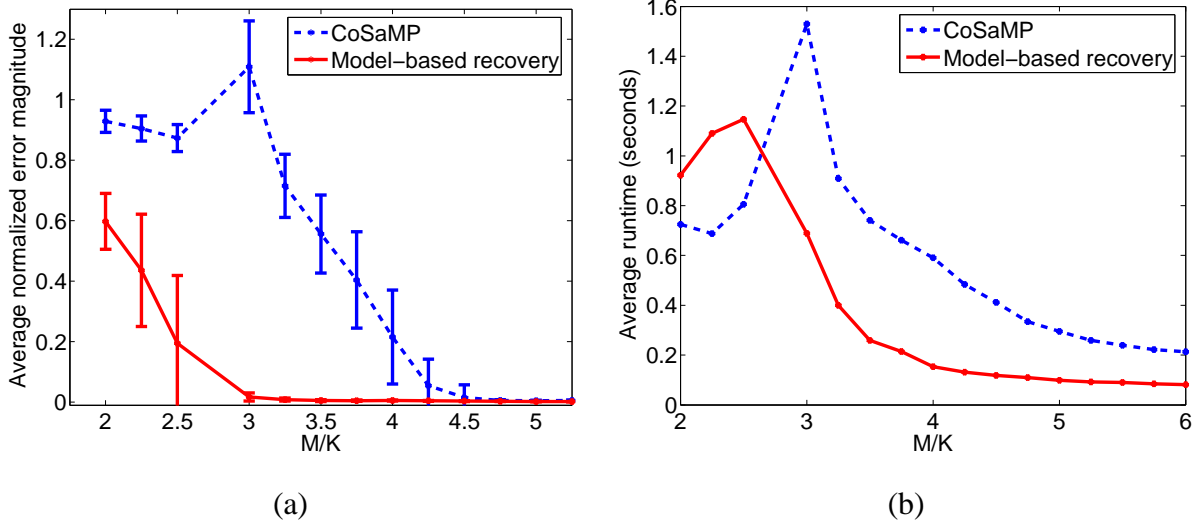 CoSaMP
Model−based recovery
Average normalized error magnitude
1.2
1
0.8
0.6
0.4
0.2
0
2
2.5
3
3.5
4
4.5
5
M/K
(a)
CoSaMP
Model−based recovery
Average runtime (seconds)
1.6
1.4
1.2
1
0.8
0.6
0.4
0.2
0
2
3
4
5
6
M/K
(b)